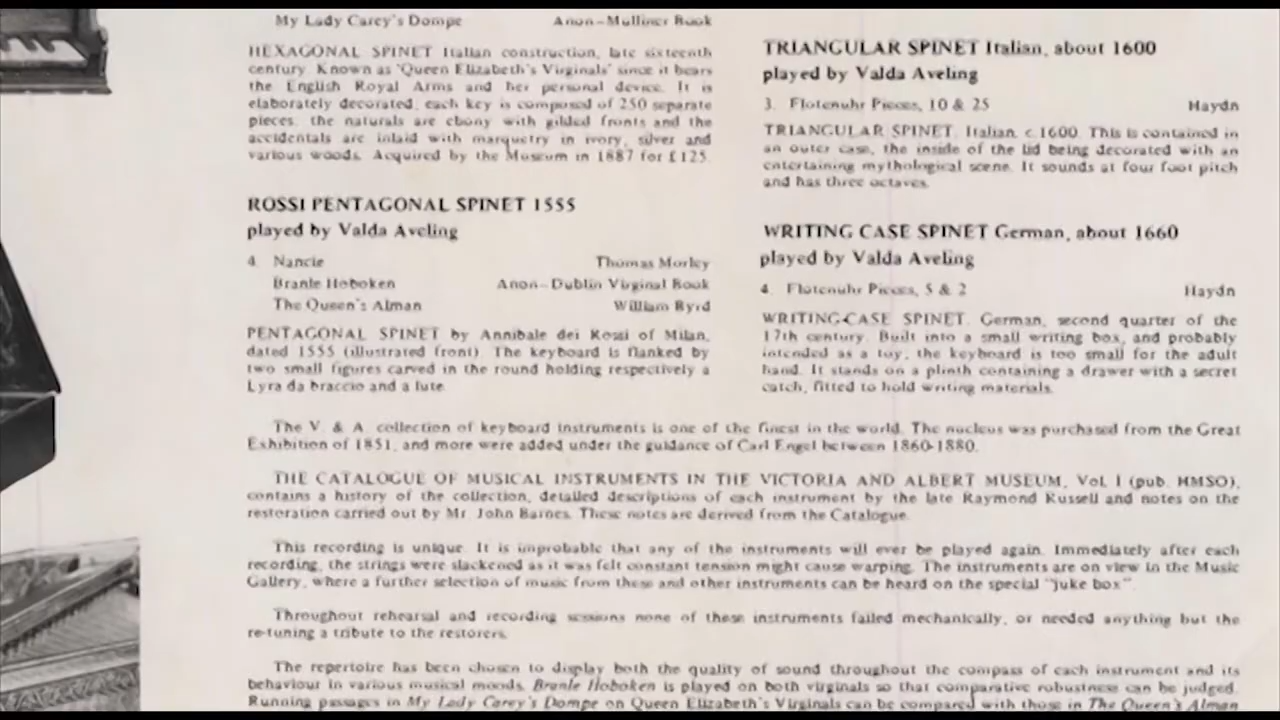 My Lady Carey's Dompe Anon–Mulliner Book
HEXAGONAL SPINET Italian construction, late sixteenth
century. Known as 'Queen Elizabeth's Virginals' since it bears
the English Royal Arms and her personal device. It is
elaborately decorated, each key is composed of 250 separate
pieces, the naturals are ebony with gilded fronts and the
accidentals are inlaid with marquetry in ivory, silver and
various woods. Acquired by the Museum in 1887 for £125.
ROSSI PENTAGONAL SPINET 1555
played by Valda Aveling
4. Nancie Thomas Morley
Branle Hoboken Anon–Dublin Virginal Book
The Queen's Alman William Byrd
PENTAGONAL SPINET by Annibale dei Rossi of Milan,
dated 1555 (illustrated front). The keyboard is flanked by
two small figures carved in the round holding respectively a
Lyra da braccio and a lute.
TRIANGULAR SPINET Italian, about 1600
played by Valda Aveling
3. Flotenuhr Pieces, 10 & 25 Haydn
TRIANGULAR SPINET. Italian, c.1600. This is contained in
an outer case, the inside of the lid being decorated with an
entertaining mythological scene. It sounds at four foot pitch
and has three octaves.
WRITING CASE SPINET German, about 1660
played by Valda Aveling
4. Flotenuhr Pieces, 5 & 2 Haydn
WRITING-CASE SPINET. German, second quarter of the
17th century. Built into a small writing box, and probably
intended as a toy, the keyboard is too small for the adult
hand. It stands on a plinth containing a drawer with a secret
catch, fitted to hold writing materials.
The V. & A. collection of keyboard instruments is one of the finest in the world. The nucleus was purchased from the Great
Exhibition of 1851, and more were added under the guidance of Carl Engel between 1860-1880.
THE CATALOGUE OF MUSICAL INSTRUMENTS IN THE VICTORIA AND ALBERT MUSEUM, Vol. I (pub. HMSO),
contains a history of the collection, detailed descriptions of each instrument by the late Raymond Russell and notes on the
restoration carried out by Mr. John Barnes. These notes are derived from the Catalogue.
This recording is unique. It is improbable that any of the instruments will ever be played again. Immediately after each
recording, the strings were slackened as it was felt constant tension might cause warping. The instruments are on view in the Music
Gallery, where a further selection of music from these and other instruments can be heard on the special "juke box".
Throughout rehearsal and recording sessions none of these instruments failed mechanically, or needed anything but the
re-tuning a tribute to the restorers.
The repertoire has been chosen to display both the quality of sound throughout the compass of each instrument and its
behaviour in various musical moods. Branle Hoboken is played on both virginals so that comparative robustness can be judged.
Running passages in My Lady Carey's Dompe on Queen Elizabeth's Virginals can be compared with those in The Queen's Alman